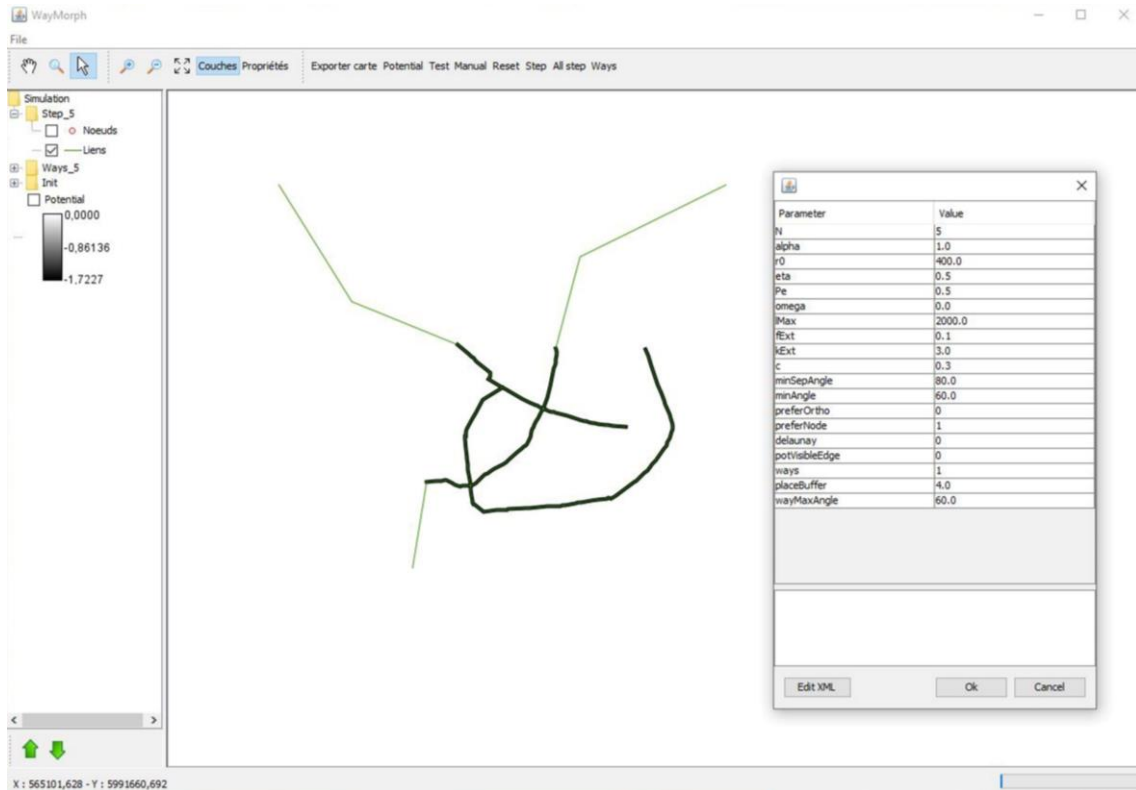 WayMorph
File
Couches Propriétés Exporter carte Potential Test Manual Reset Step All step Ways
Simulation
Step_5
Noeuds
Liens
Ways_5
Init
Potential
0,0000
-0,86136
-1,7227
Parameter Value
N 5
alpha 1.0
r0 400.0
eta 0.5
Pe 0.5
omega 0.0
lMax 2000.0
fExt 0.1
kExt 3.0
c 0.3
minSepAngle 80.0
minAngle 60.0
preferOrtho 0
preferNode 1
delaunay 0
potVisibleEdge 0
ways 1
placeBuffer 4.0
wayMaxAngle 60.0
Edit XML Ok Cancel
X : 565101,628 - Y : 5991660,692